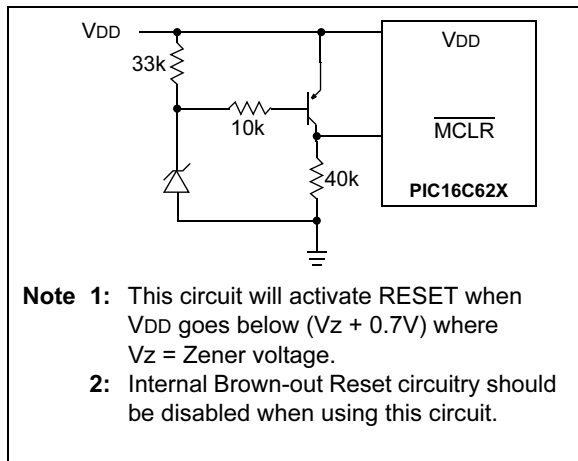 VDD
VDD
33k
10k
MCLR
40k
PIC16C62X
Note 1: This circuit will activate RESET when
VDD goes below (Vz + 0.7V) where
Vz = Zener voltage.
2: Internal Brown-out Reset circuitry should
be disabled when using this circuit.